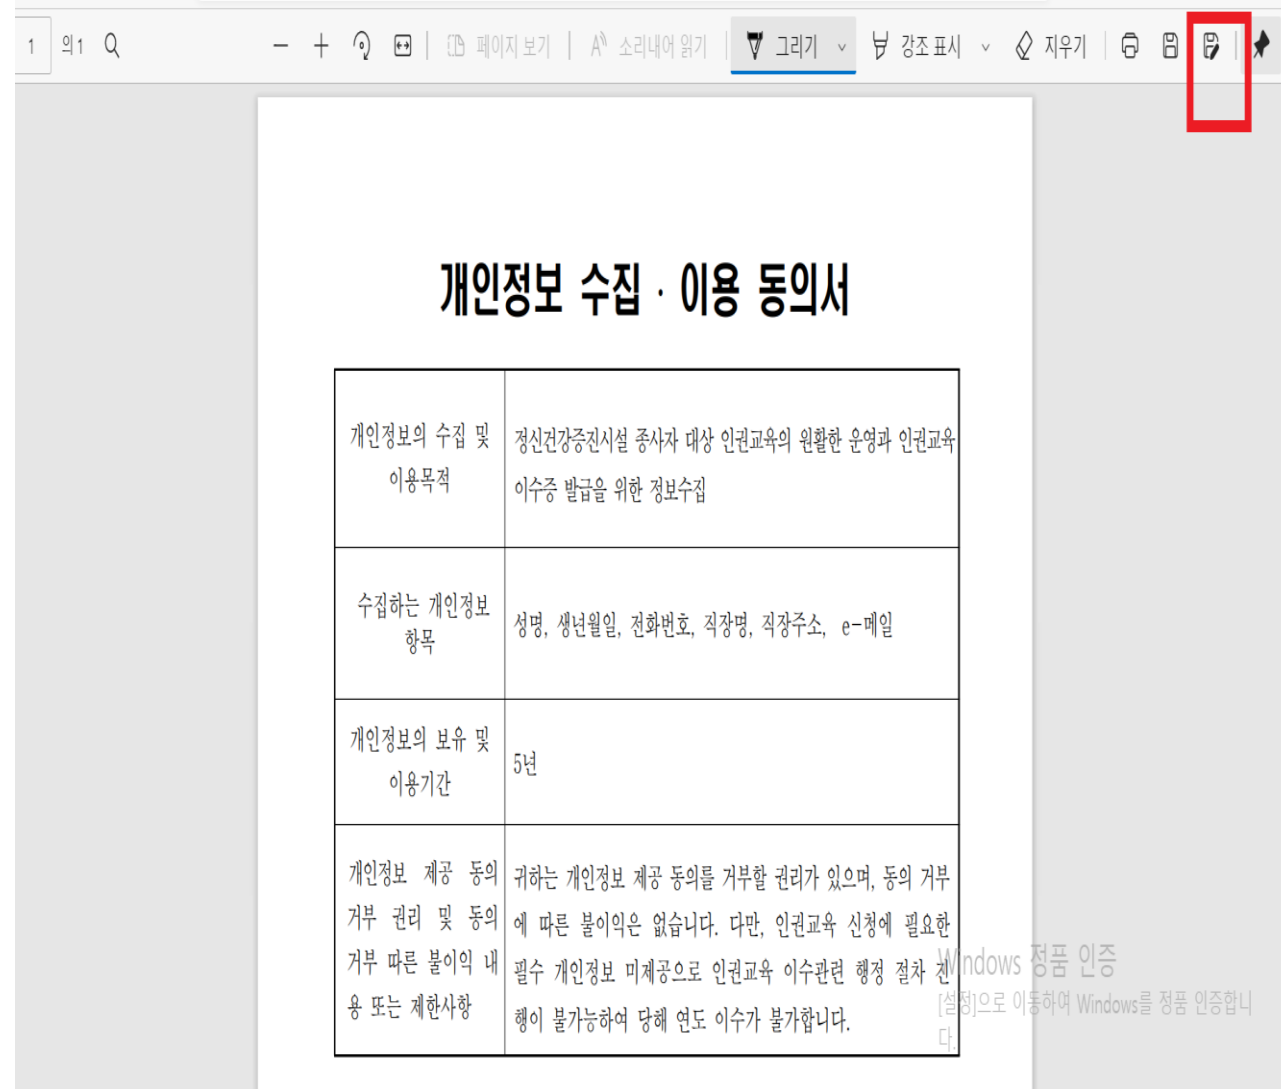 1 의 1
페이지 보기 소리내어 읽기 그리기 강조 표시 지우기
개인정보 수집 · 이용 동의서
개인정보의 수집 및
이용목적
정신건강증진시설 종사자 대상 인권교육의 원활한 운영과 인권교육
이수증 발급을 위한 정보수집
수집하는 개인정보
항목
성명, 생년월일, 전화번호, 직장명, 직장주소, e-메일
개인정보의 보유 및
이용기간
5년
개인정보 제공 동의
거부 권리 및 동의
거부 따른 불이익 내
용 또는 제한사항
귀하는 개인정보 제공 동의를 거부할 권리가 있으며, 동의 거부
에 따른 불이익은 없습니다. 다만, 인권교육 신청에 필요한
필수 개인정보 미제공으로 인권교육 이수관련 행정 절차 진
행이 불가능하여 당해 연도 이수가 불가합니다.
Windows 정품 인증
[설정]으로 이동하여 Windows를 정품 인증합니
다.